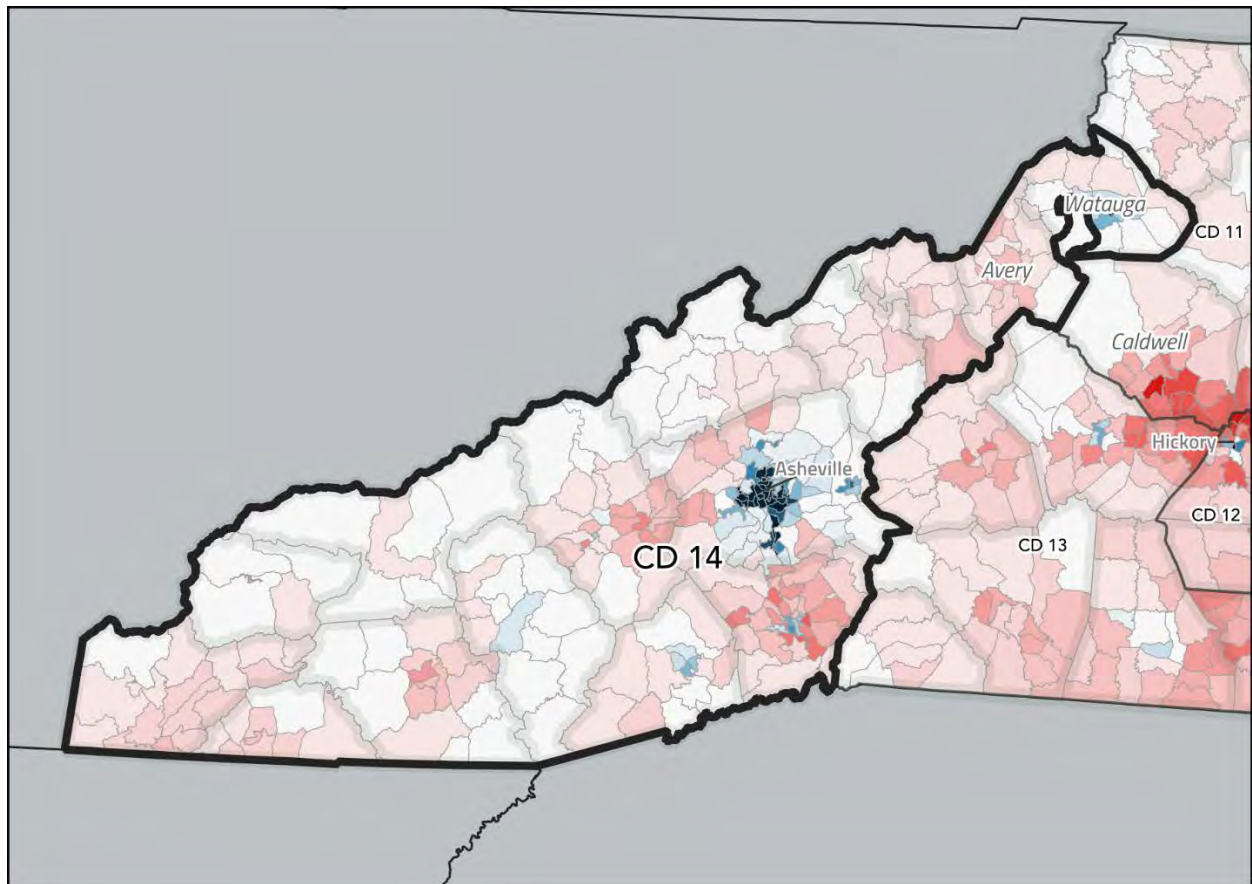 Watauga
CD 11
Avery
Caldwell
Hickory
Asheville
CD 12
CD 14
CD 13